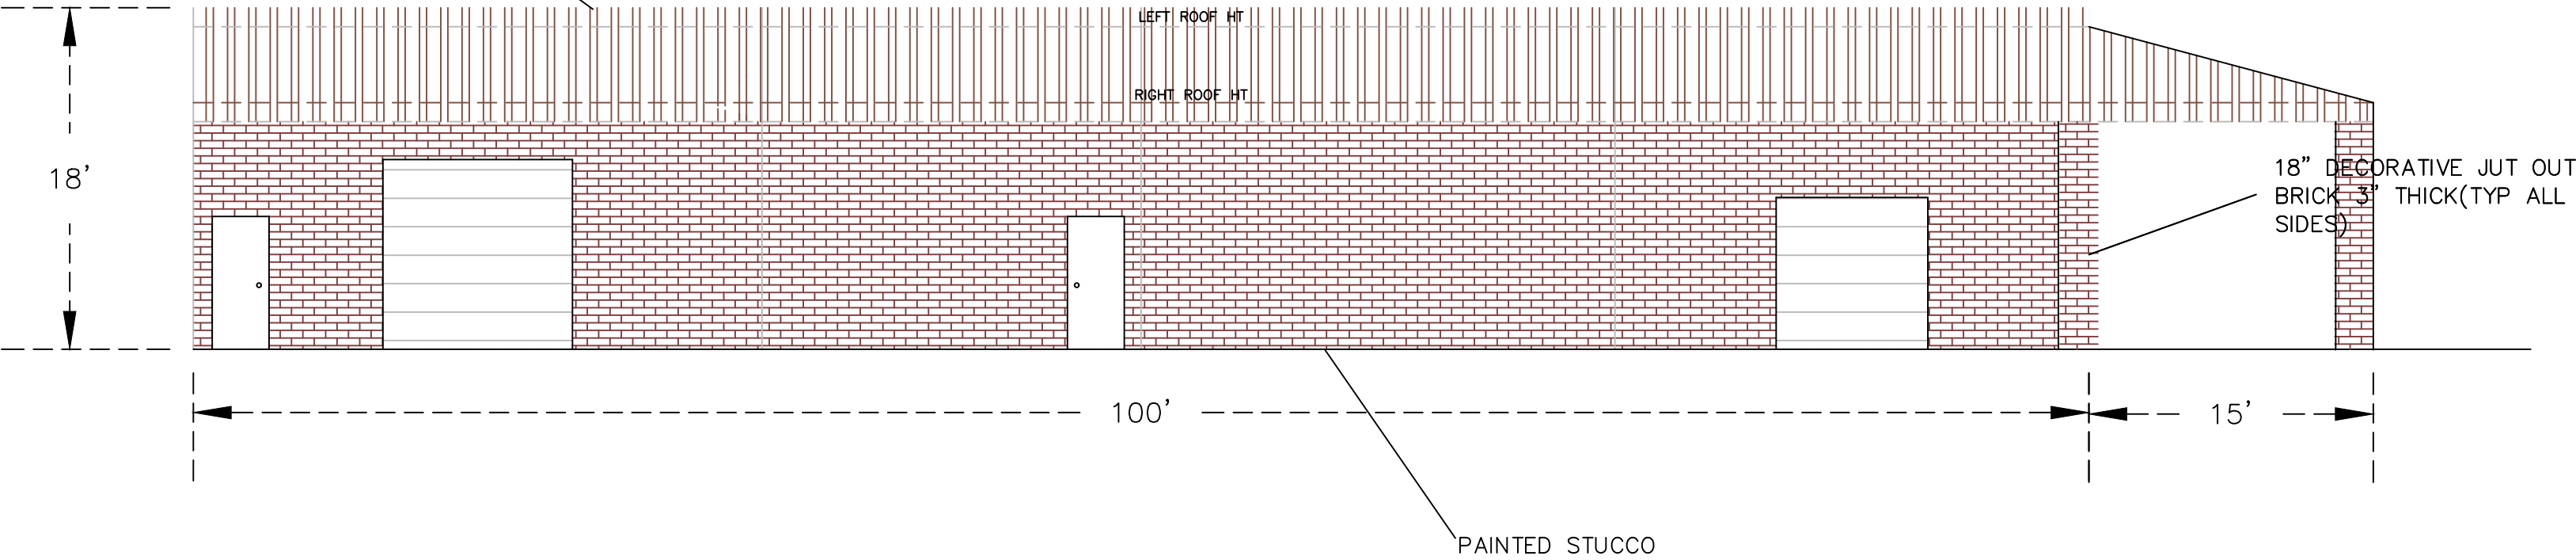 LEFT ROOF HT
RIGHT ROOF HT
18'
18" DECORATIVE JUT OUT
BRICK 3" THICK(TYP ALL
SIDES)
100'
15'
PAINTED STUCCO